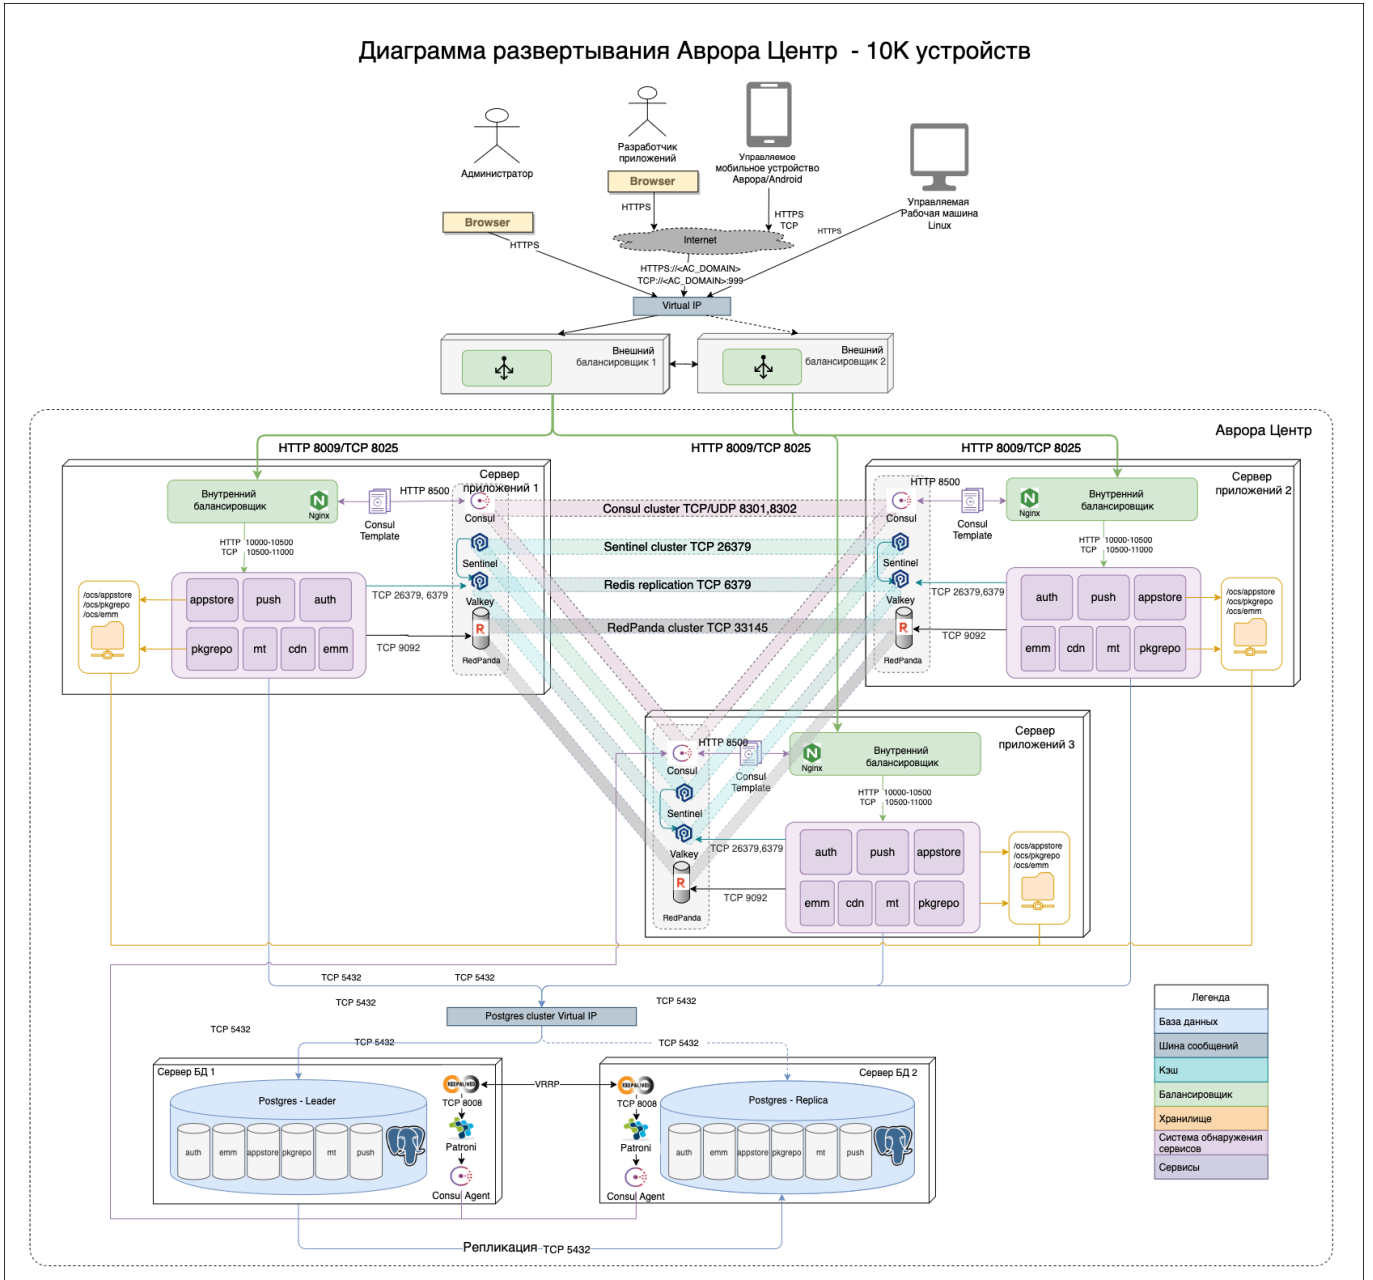 Диаграмма развертывания Аврора Центр - 10K устройств
Администратор
Разработчик
приложений
Управляемое
мобильное устройство
Аврора/Android
Управляемая
Рабочая машина
Linux
Browser
Browser
HTTPS
HTTPS
HTTPS
TCP
HTTPS
Internet
HTTPS://<AC_DOMAIN>
TCP://<AC_DOMAIN>:999
Virtual IP
Внешний
балансировщик 1
Внешний
балансировщик 2
Аврора Центр
HTTP 8009/TCP 8025
HTTP 8009/TCP 8025
HTTP 8009/TCP 8025
Сервер
приложений 1
Внутренний
балансировщик
Nginx
Consul
Template
HTTP 8500
Consul
HTTP 10000-10500
TCP 10500-11000
Sentinel
Valkey
RedPanda
TCP 26379, 6379
TCP 9092
/ocs/appstore
/ocs/pkgrepo
/ocs/emm
appstore
push
auth
pkgrepo
mt
cdn
emm
Consul cluster TCP/UDP 8301,8302
Sentinel cluster TCP 26379
Redis replication TCP 6379
RedPanda cluster TCP 33145
Сервер
приложений 2
HTTP 8500
Consul
Consul
Template
Nginx
Внутренний
балансировщик
HTTP 10000-10500
TCP 10500-11000
Sentinel
Valkey
RedPanda
TCP 26379,6379
TCP 9092
auth
push
appstore
emm
cdn
mt
pkgrepo
/ocs/appstore
/ocs/pkgrepo
/ocs/emm
Сервер
приложений 3
HTTP 8500
Consul
Consul
Template
Nginx
Внутренний
балансировщик
HTTP 10000-10500
TCP 10500-11000
Sentinel
Valkey
RedPanda
TCP 26379,6379
TCP 9092
auth
push
appstore
emm
cdn
mt
pkgrepo
/ocs/appstore
/ocs/pkgrepo
/ocs/emm
TCP 5432
TCP 5432
TCP 5432
TCP 5432
TCP 5432
TCP 5432
TCP 5432
Postgres cluster Virtual IP
Сервер БД 1
Postgres - Leader
auth
emm
appstore
pkgrepo
mt
push
KEEPALIVED
TCP 8008
Patroni
Consul Agent
VRRP
Сервер БД 2
KEEPALIVED
TCP 8008
Patroni
Consul Agent
Postgres - Replica
auth
emm
appstore
pkgrepo
mt
push
Репликация TCP 5432
Легенда
База данных
Шина сообщений
Кэш
Балансировщик
Хранилище
Система обнаружения
сервисов
Сервисы